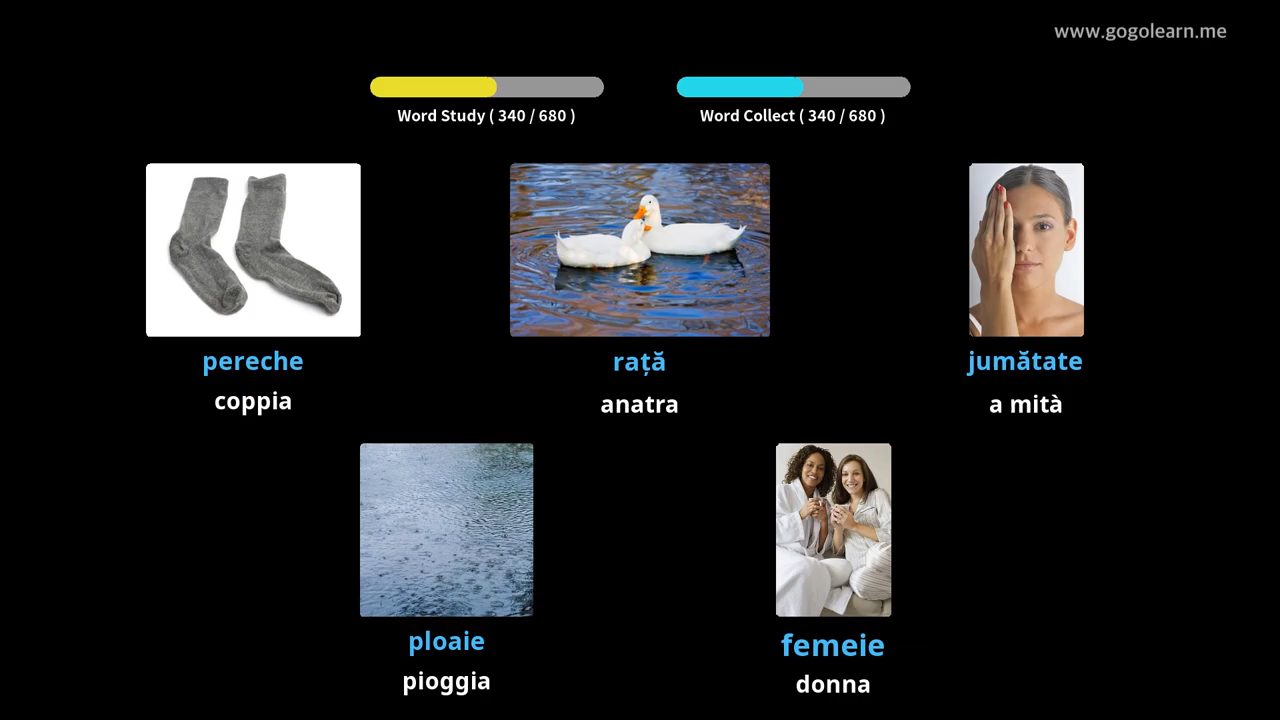 www.gogolearn.me
Word Study ( 340 / 680 )
Word Collect ( 340 / 680 )
pereche
coppia
rață
anatra
jumătate
a mità
ploaie
pioggia
femeie
donna